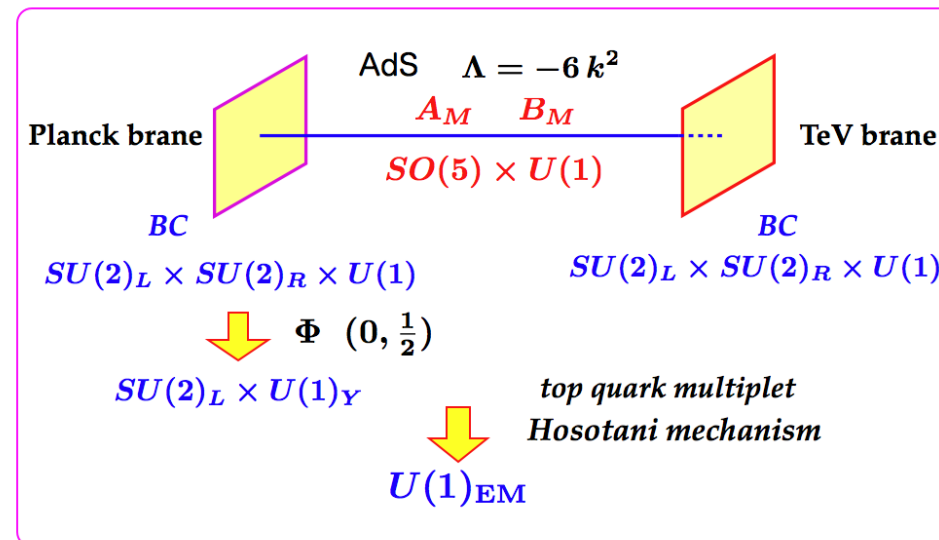 AdS Λ = −6 k²
A_M B_M
Planck brane
TeV brane
SO(5) × U(1)
BC
BC
SU(2)_L × SU(2)_R × U(1)
SU(2)_L × SU(2)_R × U(1)
Φ (0, 1/2)
SU(2)_L × U(1)_Y
top quark multiplet
Hosotani mechanism
U(1)_EM